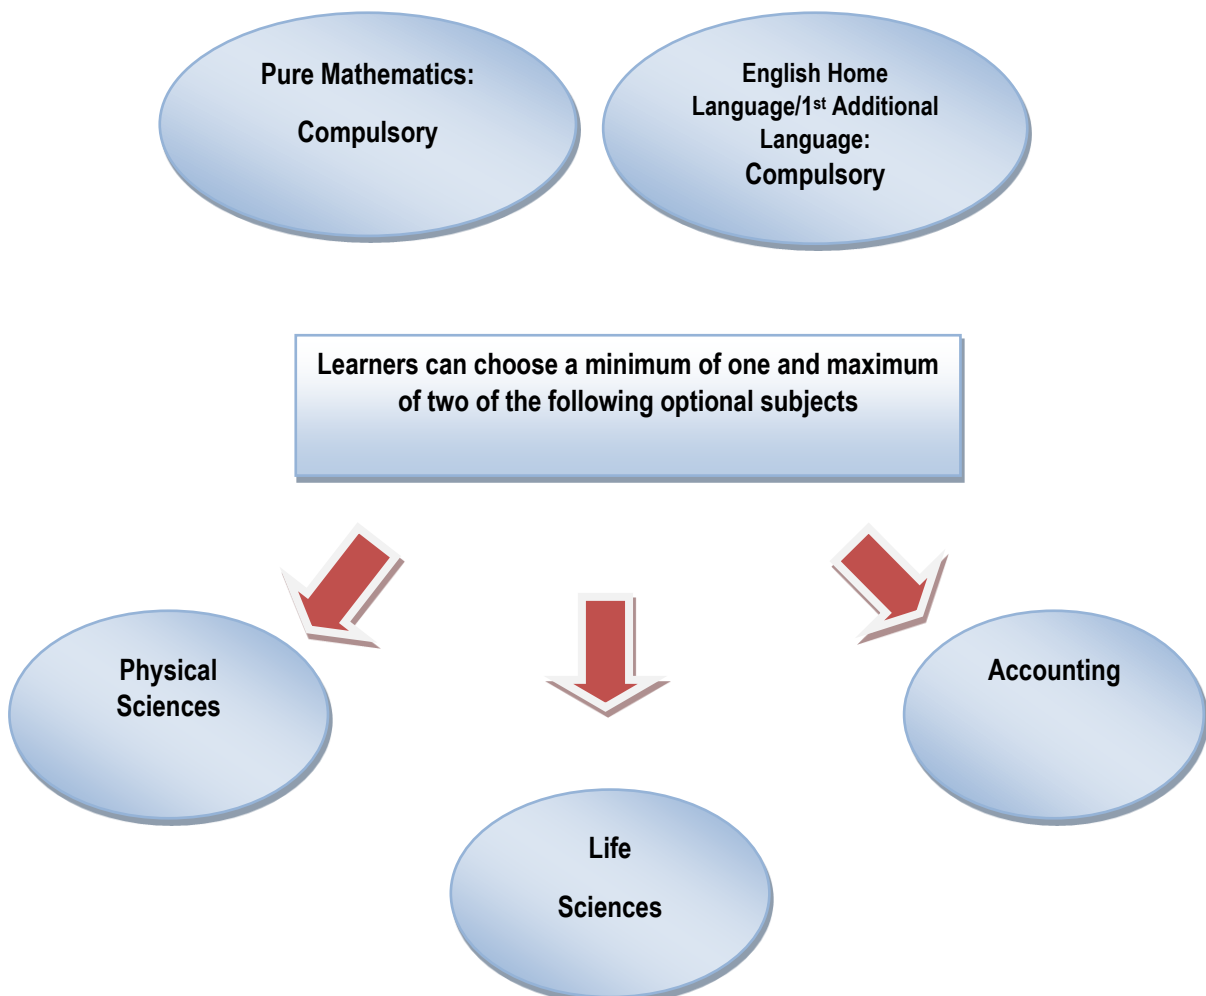 Pure Mathematics:
Compulsory
English Home
Language/1st Additional
Language:
Compulsory
Learners can choose a minimum of one and maximum
of two of the following optional subjects
Physical
Sciences
Accounting
Life
Sciences